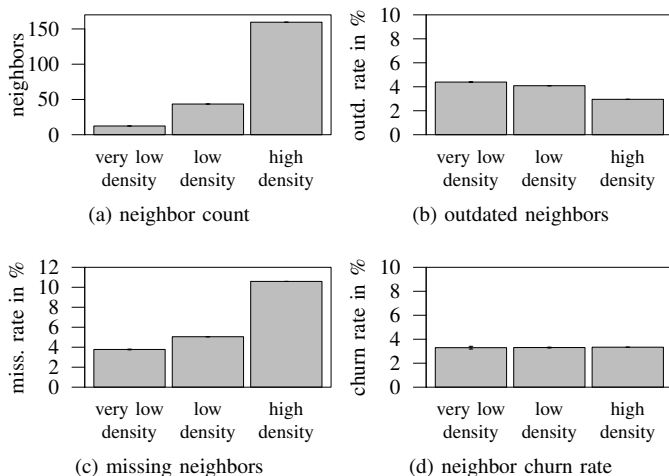 neighbors
150
100
50
0
very low
density
low
density
high
density
(a) neighbor count
outd. rate in %
10
8
6
4
2
0
very low
density
low
density
high
density
(b) outdated neighbors
miss. rate in %
12
10
8
6
4
2
0
very low
density
low
density
high
density
(c) missing neighbors
churn rate in %
10
8
6
4
2
0
very low
density
low
density
high
density
(d) neighbor churn rate